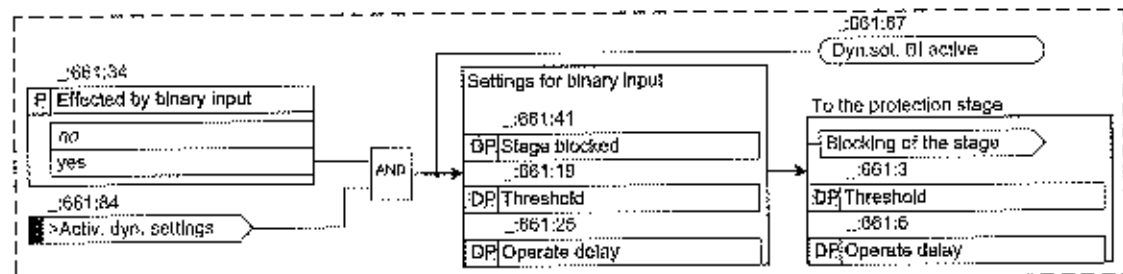 _:661:67
Dyn.set. BI active
_:661:34
P Effected by binary input
no
yes
_:661:84
>Activ. dyn. settings
AND
Settings for binary input
_:661:41
DP Stage blocked
_:661:19
DP Threshold
_:661:25
DP Operate delay
To the protection stage
Blocking of the stage
_:661:3
DP Threshold
_:661:6
DP Operate delay